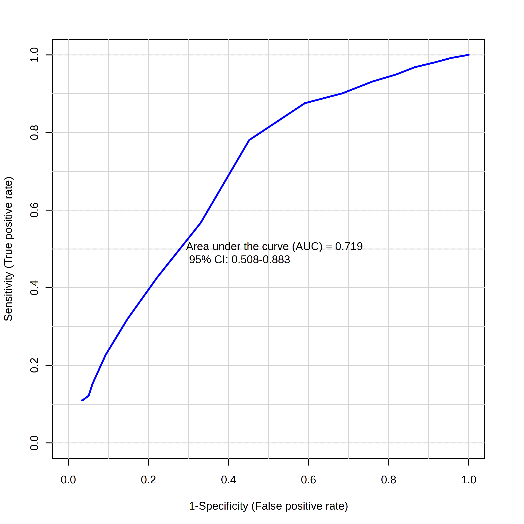 1.0
0.8
0.6
0.4
0.2
0.0
Sensitivity (True positive rate)
Area under the curve (AUC) = 0.719
95% CI: 0.508-0.883
0.0 0.2 0.4 0.6 0.8 1.0
1-Specificity (False positive rate)